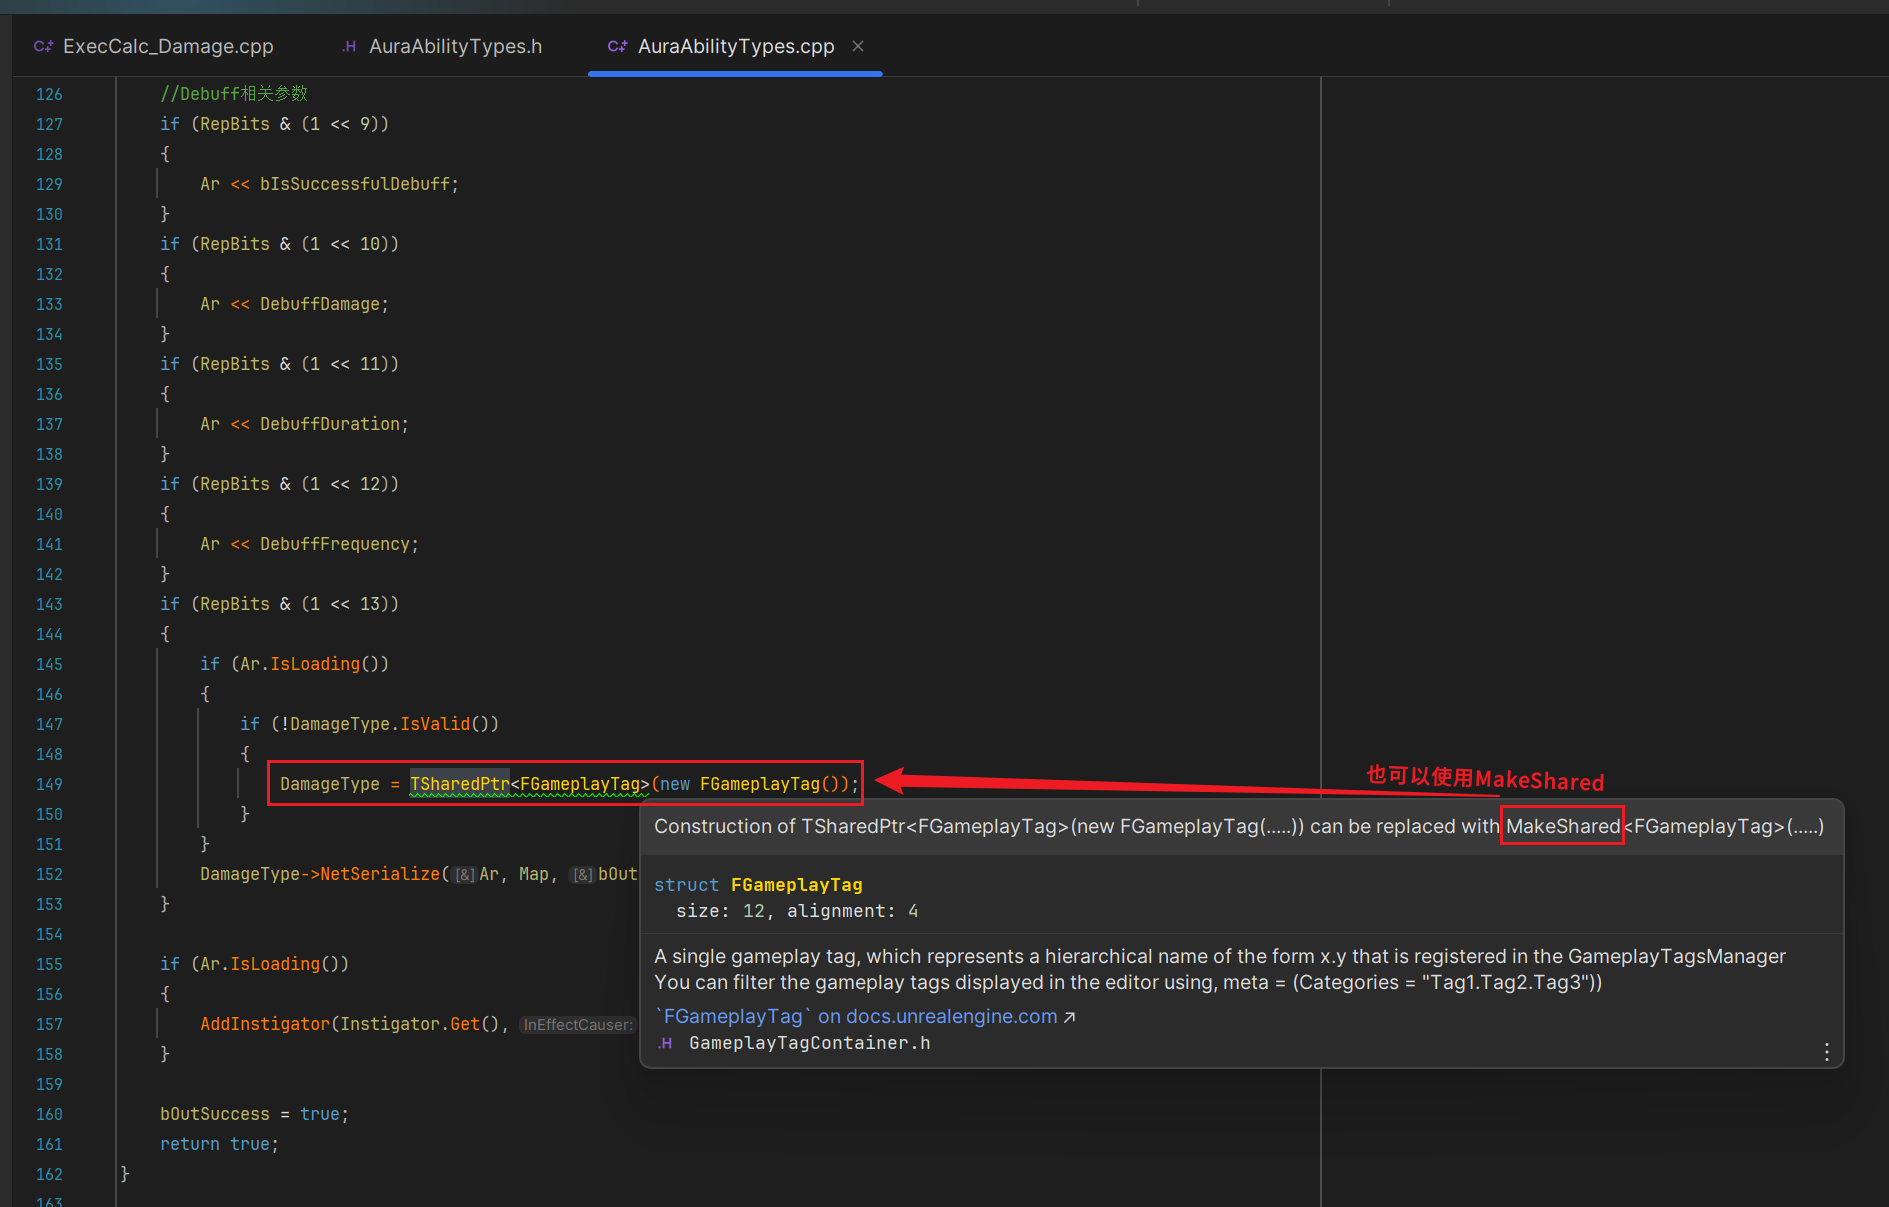 ExecCalc_Damage.cpp
AuraAbilityTypes.h
AuraAbilityTypes.cpp
126 //Debuff相关参数
127 if (RepBits & (1 << 9))
128 {
129 Ar << bIsSuccessfulDebuff;
130 }
131 if (RepBits & (1 << 10))
132 {
133 Ar << DebuffDamage;
134 }
135 if (RepBits & (1 << 11))
136 {
137 Ar << DebuffDuration;
138 }
139 if (RepBits & (1 << 12))
140 {
141 Ar << DebuffFrequency;
142 }
143 if (RepBits & (1 << 13))
144 {
145 if (Ar.IsLoading())
146 {
147 if (!DamageType.IsValid())
148 {
149 DamageType = TSharedPtr<FGameplayTag>(new FGameplayTag());
150 }
151 }
152 DamageType->NetSerialize([&]Ar, Map, [&]bOut
153 }
154
155 if (Ar.IsLoading())
156 {
157 AddInstigator(Instigator.Get(), InEffectCauser:
158 }
159
160 bOutSuccess = true;
161 return true;
162 }
163
也可以使用MakeShared
Construction of TSharedPtr<FGameplayTag>(new FGameplayTag(.....)) can be replaced with MakeShared<FGameplayTag>(.....)
struct FGameplayTag
size: 12, alignment: 4
A single gameplay tag, which represents a hierarchical name of the form x.y that is registered in the GameplayTagsManager
You can filter the gameplay tags displayed in the editor using, meta = (Categories = "Tag1.Tag2.Tag3"))
`FGameplayTag` on docs.unrealengine.com ↗
.H GameplayTagContainer.h